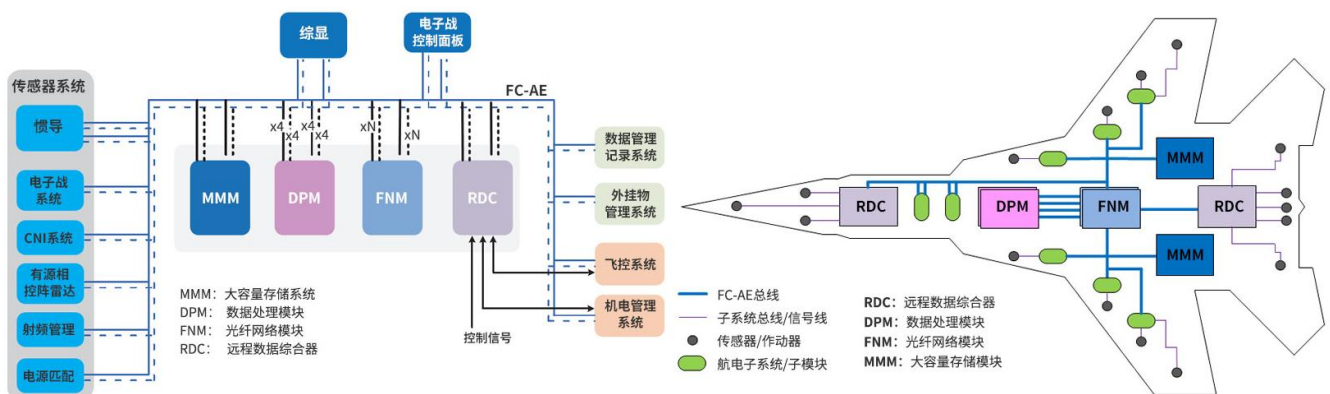 综显
电子战
控制面板
传感器系统
惯导
电子战
系统
CNI系统
有源相
控阵雷达
射频管理
电源匹配
FC-AE
x4
x4
x4
x4
xN
xN
MMM
DPM
FNM
RDC
数据管理
记录系统
外挂物
管理系统
飞控系统
机电管理
系统
控制信号
MMM：大容量存储系统
DPM： 数据处理模块
FNM： 光纤网络模块
RDC： 远程数据综合器
MMM
RDC
DPM
FNM
RDC
MMM
FC-AE总线
子系统总线/信号线
传感器/作动器
航电子系统/子模块
RDC：远程数据综合器
DPM：数据处理模块
FNM：光纤网络模块
MMM：大容量存储模块